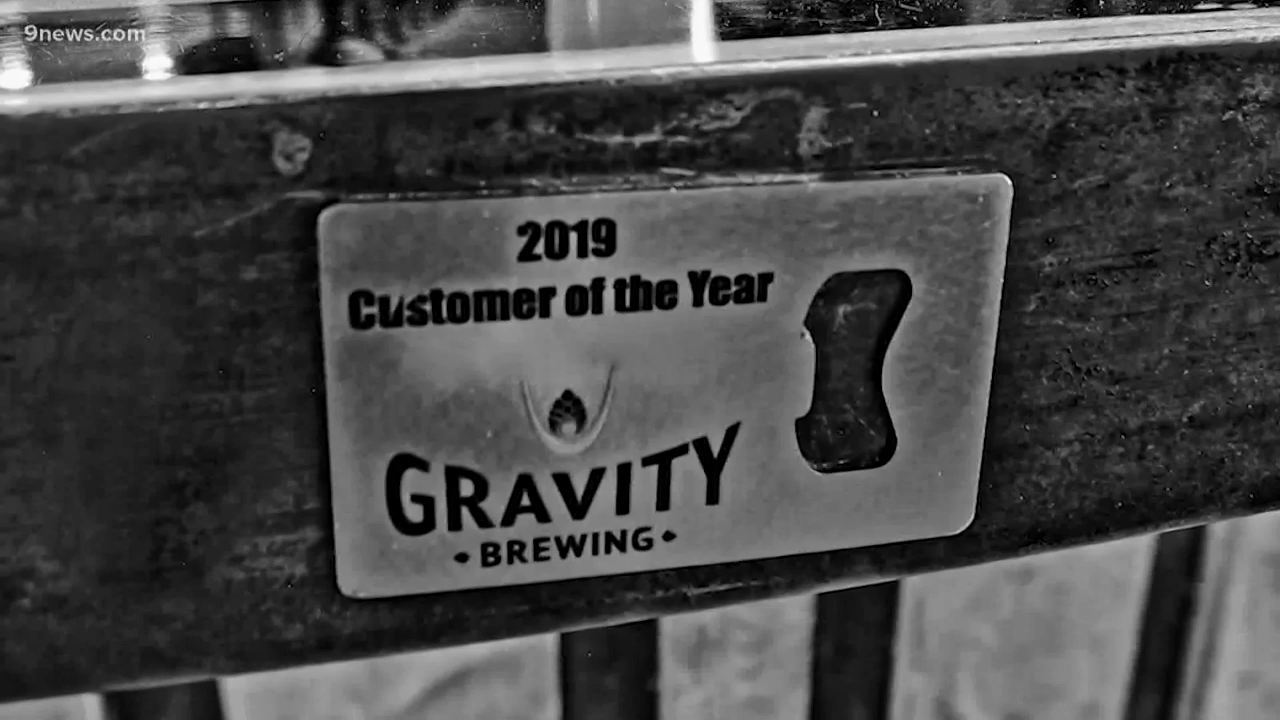 9news.com
2019
Customer of the Year
GRAVITY
• BREWING •